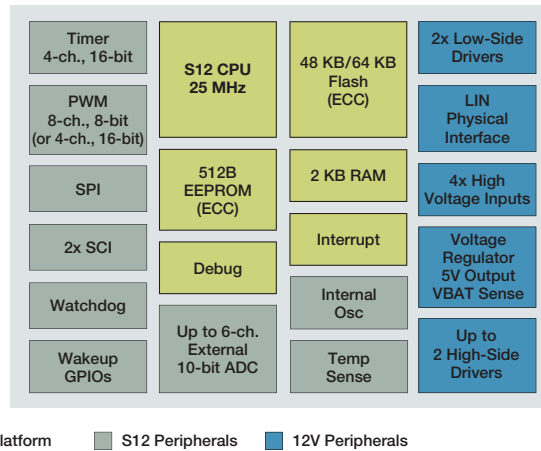 Timer
4-ch., 16-bit
PWM
8-ch., 8-bit
(or 4-ch., 16-bit)
SPI
2x SCI
Watchdog
Wakeup
GPIOs
S12 CPU
25 MHz
512B
EEPROM
(ECC)
Debug
Up to 6-ch.
External
10-bit ADC
48 KB/64 KB
Flash
(ECC)
2 KB RAM
Interrupt
Internal
Osc
Temp
Sense
2x Low-Side
Drivers
LIN
Physical
Interface
4x High
Voltage Inputs
Voltage
Regulator
5V Output
VBAT Sense
Up to
2 High-Side
Drivers
latform S12 Peripherals 12V Peripherals